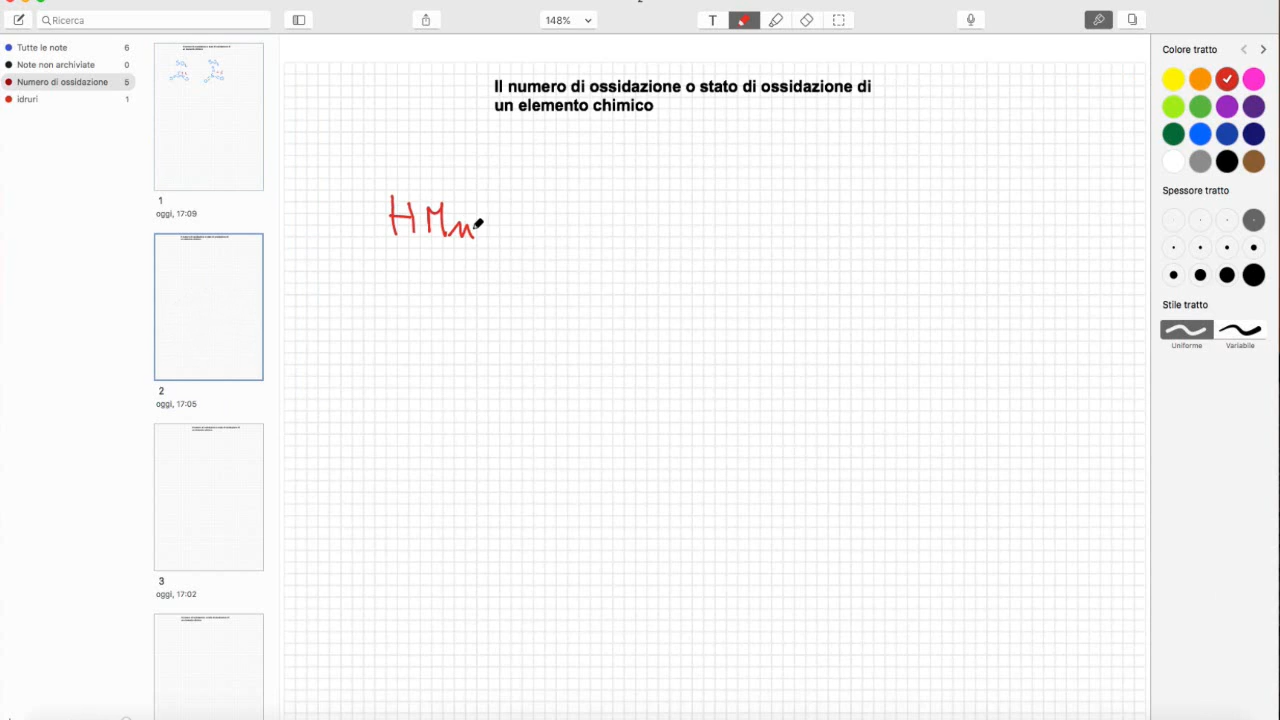 Ricerca
148%
T
Tutte le note 6
Note non archiviate 0
Numero di ossidazione 5
idruri 1
1
oggi, 17:09
2
oggi, 17:05
3
oggi, 17:02
Il numero di ossidazione o stato di ossidazione di
un elemento chimico
HMn
Colore tratto
Spessore tratto
Stile tratto
Uniforme Variabile